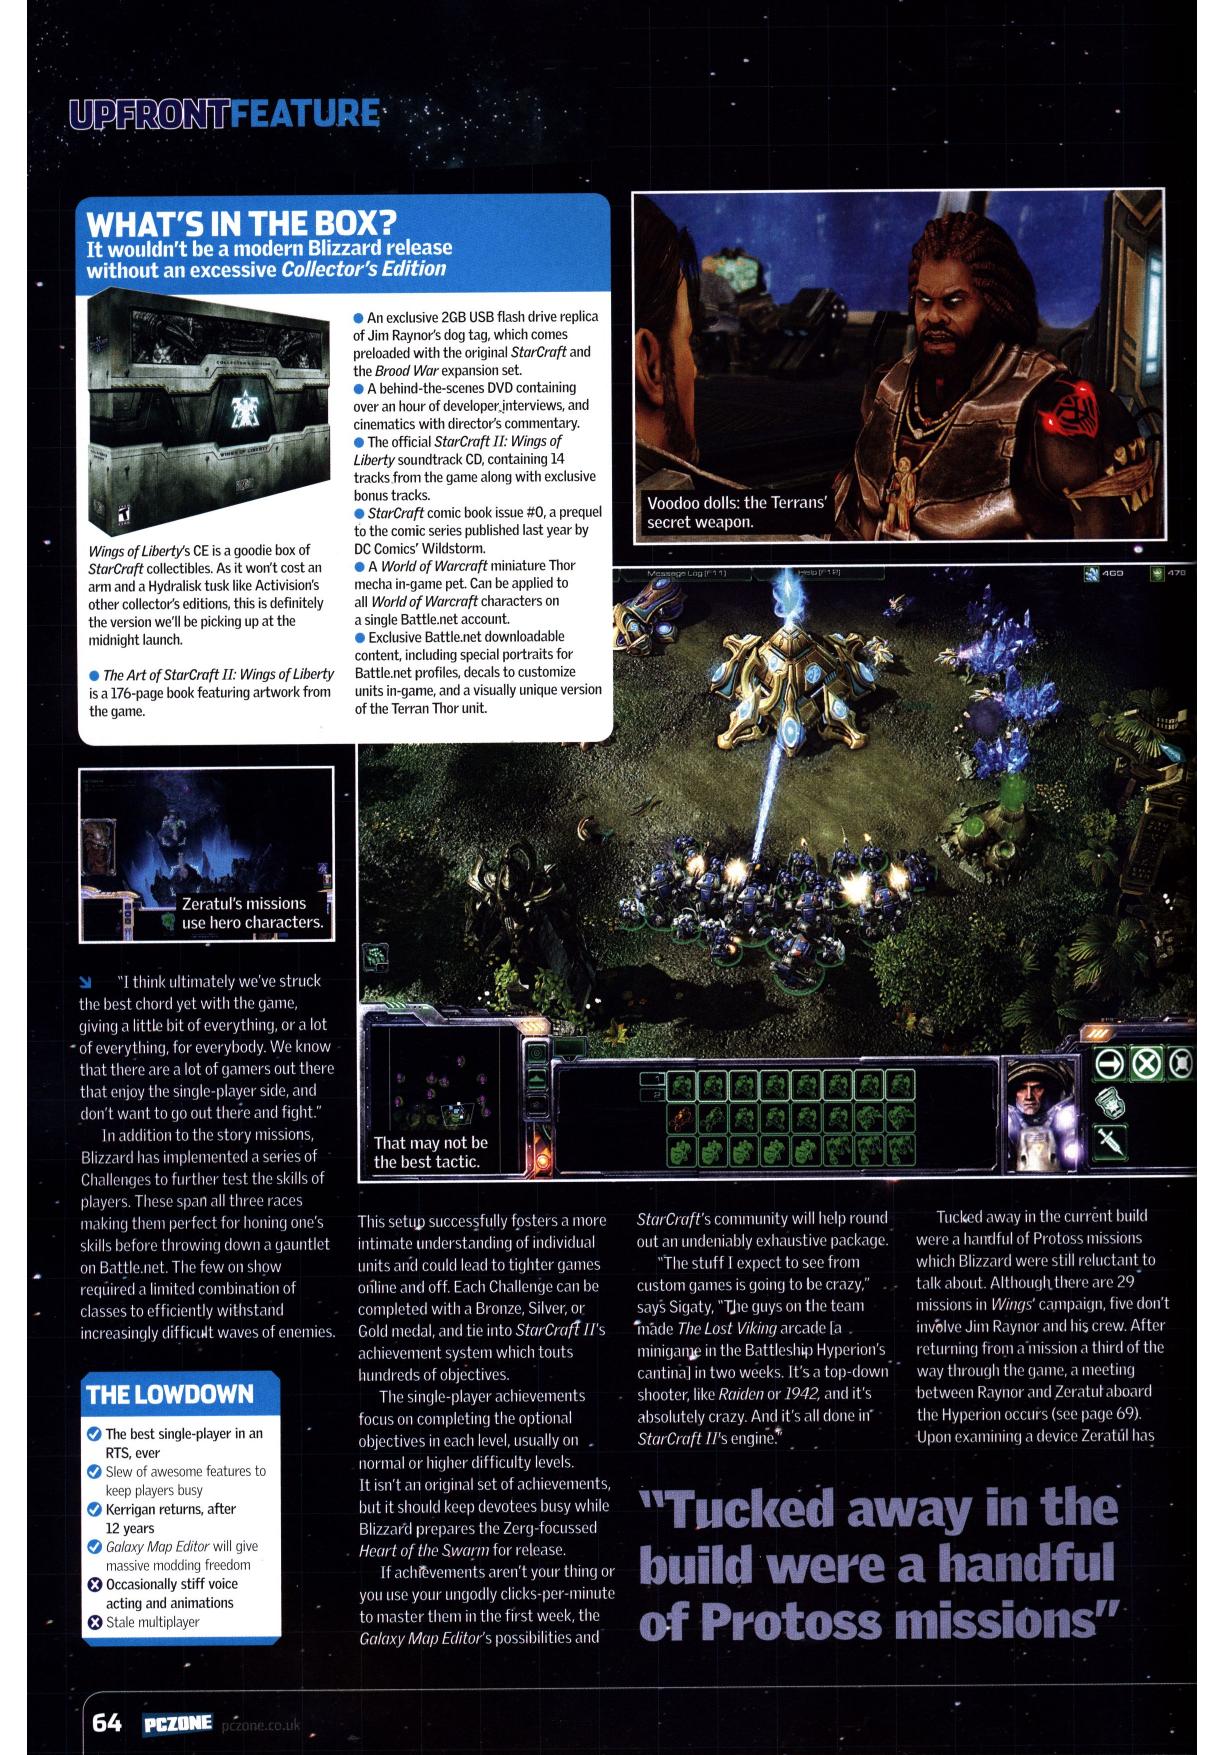 UPFRONTFEATURE
WHAT'S IN THE BOX?
It wouldn't be a modern Blizzard release
without an excessive Collector's Edition
COLLECTOR'S EDITION
WINGS OF LIBERTY
Wings of Liberty's CE is a goodie box of
StarCraft collectibles. As it won't cost an
arm and a Hydralisk tusk like Activision's
other collector's editions, this is definitely
the version we'll be picking up at the
midnight launch.
● The Art of StarCraft II: Wings of Liberty
is a 176-page book featuring artwork from
the game.
● An exclusive 2GB USB flash drive replica
of Jim Raynor's dog tag, which comes
preloaded with the original StarCraft and
the Brood War expansion set.
● A behind-the-scenes DVD containing
over an hour of developer interviews, and
cinematics with director's commentary.
● The official StarCraft II: Wings of
Liberty soundtrack CD, containing 14
tracks from the game along with exclusive
bonus tracks.
● StarCraft comic book issue #0, a prequel
to the comic series published last year by
DC Comics' Wildstorm.
● A World of Warcraft miniature Thor
mecha in-game pet. Can be applied to
all World of Warcraft characters on
a single Battle.net account.
● Exclusive Battle.net downloadable
content, including special portraits for
Battle.net profiles, decals to customize
units in-game, and a visually unique version
of the Terran Thor unit.
Voodoo dolls: the Terrans'
secret weapon.
Message Log [F11]
Help [F12]
469
478
Zeratul's missions
use hero characters.
That may not be
the best tactic.
"I think ultimately we've struck
the best chord yet with the game,
giving a little bit of everything, or a lot
of everything, for everybody. We know
that there are a lot of gamers out there
that enjoy the single-player side, and
don't want to go out there and fight."
In addition to the story missions,
Blizzard has implemented a series of
Challenges to further test the skills of
players. These span all three races
making them perfect for honing one's
skills before throwing down a gauntlet
on Battle.net. The few on show
required a limited combination of
classes to efficiently withstand
increasingly difficult waves of enemies.
THE LOWDOWN
The best single-player in an
RTS, ever
Slew of awesome features to
keep players busy
Kerrigan returns, after
12 years
Galaxy Map Editor will give
massive modding freedom
Occasionally stiff voice
acting and animations
Stale multiplayer
This setup successfully fosters a more
intimate understanding of individual
units and could lead to tighter games
online and off. Each Challenge can be
completed with a Bronze, Silver, or
Gold medal, and tie into StarCraft II's
achievement system which touts
hundreds of objectives.
The single-player achievements
focus on completing the optional
objectives in each level, usually on
normal or higher difficulty levels.
It isn't an original set of achievements,
but it should keep devotees busy while
Blizzard prepares the Zerg-focussed
Heart of the Swarm for release.
If achievements aren't your thing or
you use your ungodly clicks-per-minute
to master them in the first week, the
Galaxy Map Editor's possibilities and
StarCraft's community will help round
out an undeniably exhaustive package.
"The stuff I expect to see from
custom games is going to be crazy,"
says Sigaty, "The guys on the team
made The Lost Viking arcade [a
minigame in the Battleship Hyperion's
cantina] in two weeks. It's a top-down
shooter, like Raiden or 1942, and it's
absolutely crazy. And it's all done in
StarCraft II's engine."
Tucked away in the current build
were a handful of Protoss missions
which Blizzard were still reluctant to
talk about. Although there are 29
missions in Wings' campaign, five don't
involve Jim Raynor and his crew. After
returning from a mission a third of the
way through the game, a meeting
between Raynor and Zeratul aboard
the Hyperion occurs (see page 69).
Upon examining a device Zeratul has
"Tucked away in the
build were a handful
of Protoss missions"
64 PCZONE pczone.co.uk